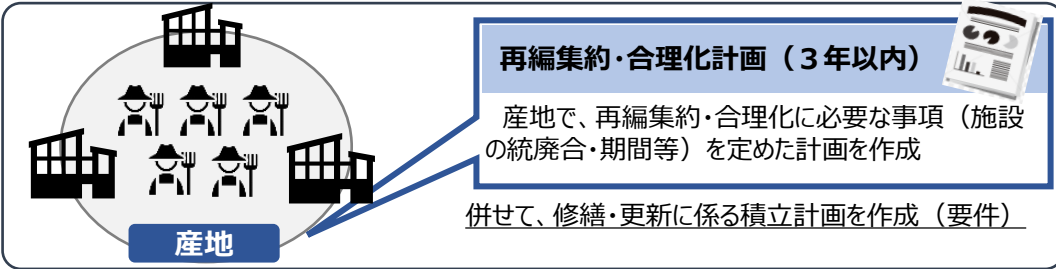 再編集約・合理化計画（３年以内）
産地で、再編集約・合理化に必要な事項（施設
の統廃合・期間等）を定めた計画を作成
併せて、修繕・更新に係る積立計画を作成（要件）
産地